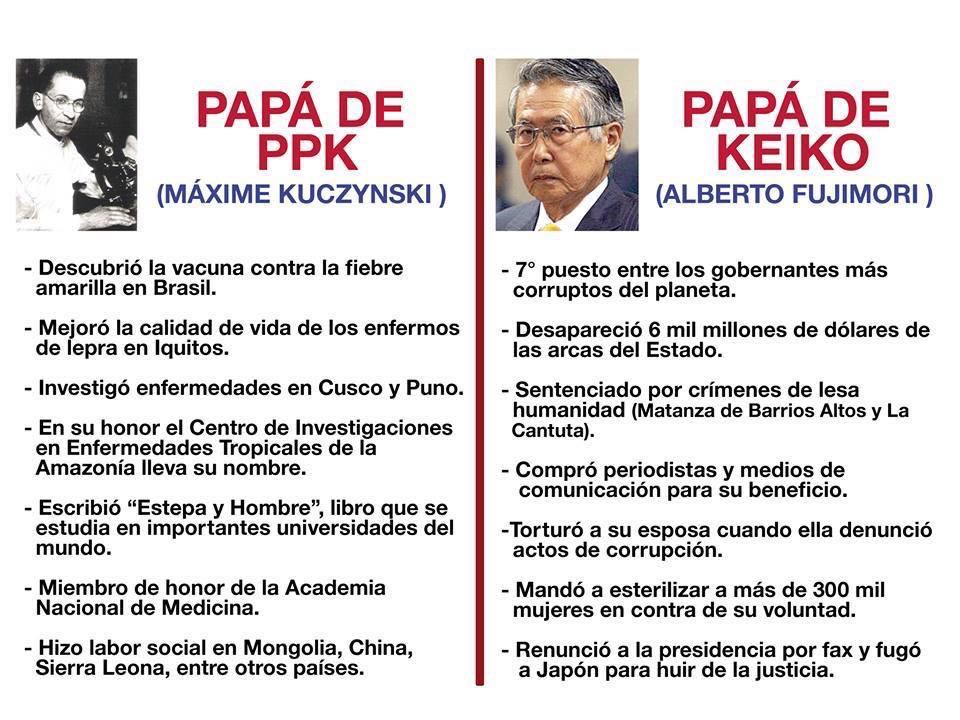 PAPÁ DE
PPK
(MÁXIME KUCZYNSKI )
- Descubrió la vacuna contra la fiebre
amarilla en Brasil.
- Mejoró la calidad de vida de los enfermos
de lepra en Iquitos.
- Investigó enfermedades en Cusco y Puno.
- En su honor el Centro de Investigaciones
en Enfermedades Tropicales de la
Amazonía lleva su nombre.
- Escribió “Estepa y Hombre”, libro que se
estudia en importantes universidades del
mundo.
- Miembro de honor de la Academia
Nacional de Medicina.
- Hizo labor social en Mongolia, China,
Sierra Leona, entre otros países.
PAPÁ DE
KEIKO
(ALBERTO FUJIMORI )
- 7° puesto entre los gobernantes más
corruptos del planeta.
- Desapareció 6 mil millones de dólares de
las arcas del Estado.
- Sentenciado por crímenes de lesa
humanidad (Matanza de Barrios Altos y La
Cantuta).
- Compró periodistas y medios de
comunicación para su beneficio.
-Torturó a su esposa cuando ella denunció
actos de corrupción.
- Mandó a esterilizar a más de 300 mil
mujeres en contra de su voluntad.
- Renunció a la presidencia por fax y fugó
a Japón para huir de la justicia.